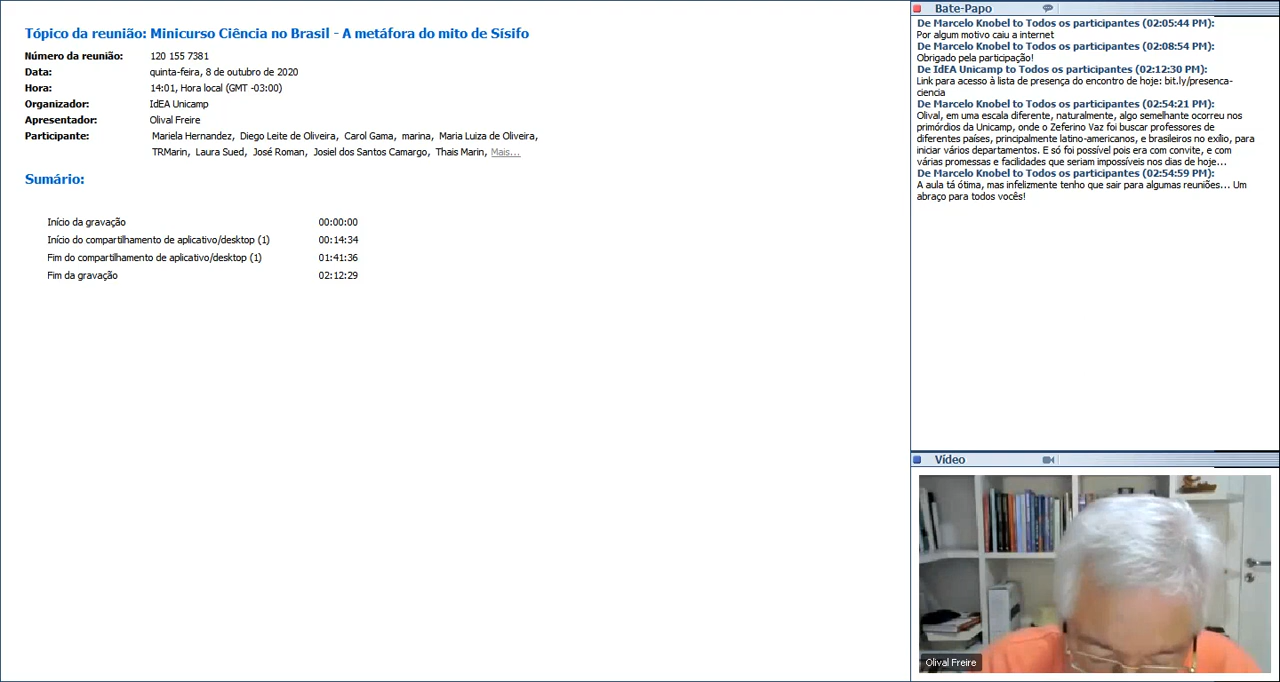 Tópico da reunião: Minicurso Ciência no Brasil - A metáfora do mito de Sísifo
Número da reunião: 120 155 7381
Data: quinta-feira, 8 de outubro de 2020
Hora: 14:01, Hora local (GMT -03:00)
Organizador: IdEA Unicamp
Apresentador: Olival Freire
Participante: Mariela Hernandez, Diego Leite de Oliveira, Carol Gama, marina, Maria Luiza de Oliveira,
TRMarin, Laura Sued, José Roman, Josiel dos Santos Camargo, Thais Marin, Mais...
Sumário:
Início da gravação 00:00:00
Início do compartilhamento de aplicativo/desktop (1) 00:14:34
Fim do compartilhamento de aplicativo/desktop (1) 01:41:36
Fim da gravação 02:12:29
Bate-Papo
De Marcelo Knobel to Todos os participantes (02:05:44 PM):
Por algum motivo caiu a internet
De Marcelo Knobel to Todos os participantes (02:08:54 PM):
Obrigado pela participação!
De IdEA Unicamp to Todos os participantes (02:12:30 PM):
Link para acesso à lista de presença do encontro de hoje: bit.ly/presenca-
ciencia
De Marcelo Knobel to Todos os participantes (02:54:21 PM):
Olival, em uma escala diferente, naturalmente, algo semelhante ocorreu nos
primórdios da Unicamp, onde o Zeferino Vaz foi buscar professores de
diferentes países, principalmente latino-americanos, e brasileiros no exílio, para
iniciar vários departamentos. E só foi possível pois era com convite, e com
várias promessas e facilidades que seriam impossíveis nos dias de hoje...
De Marcelo Knobel to Todos os participantes (02:54:59 PM):
A aula tá ótima, mas infelizmente tenho que sair para algumas reuniões... Um
abraço para todos vocês!
Vídeo
Olival Freire